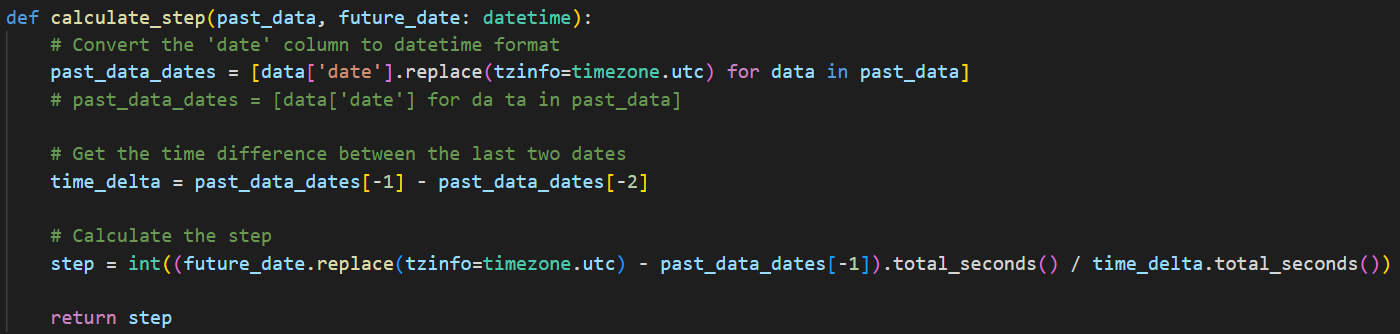 def calculate_step(past_data, future_date: datetime):
    # Convert the 'date' column to datetime format
    past_data_dates = [data['date'].replace(tzinfo=timezone.utc) for data in past_data]
    # past_data_dates = [data['date'] for da ta in past_data]

    # Get the time difference between the last two dates
    time_delta = past_data_dates[-1] - past_data_dates[-2]

    # Calculate the step
    step = int((future_date.replace(tzinfo=timezone.utc) - past_data_dates[-1]).total_seconds() / time_delta.total_seconds())

    return step